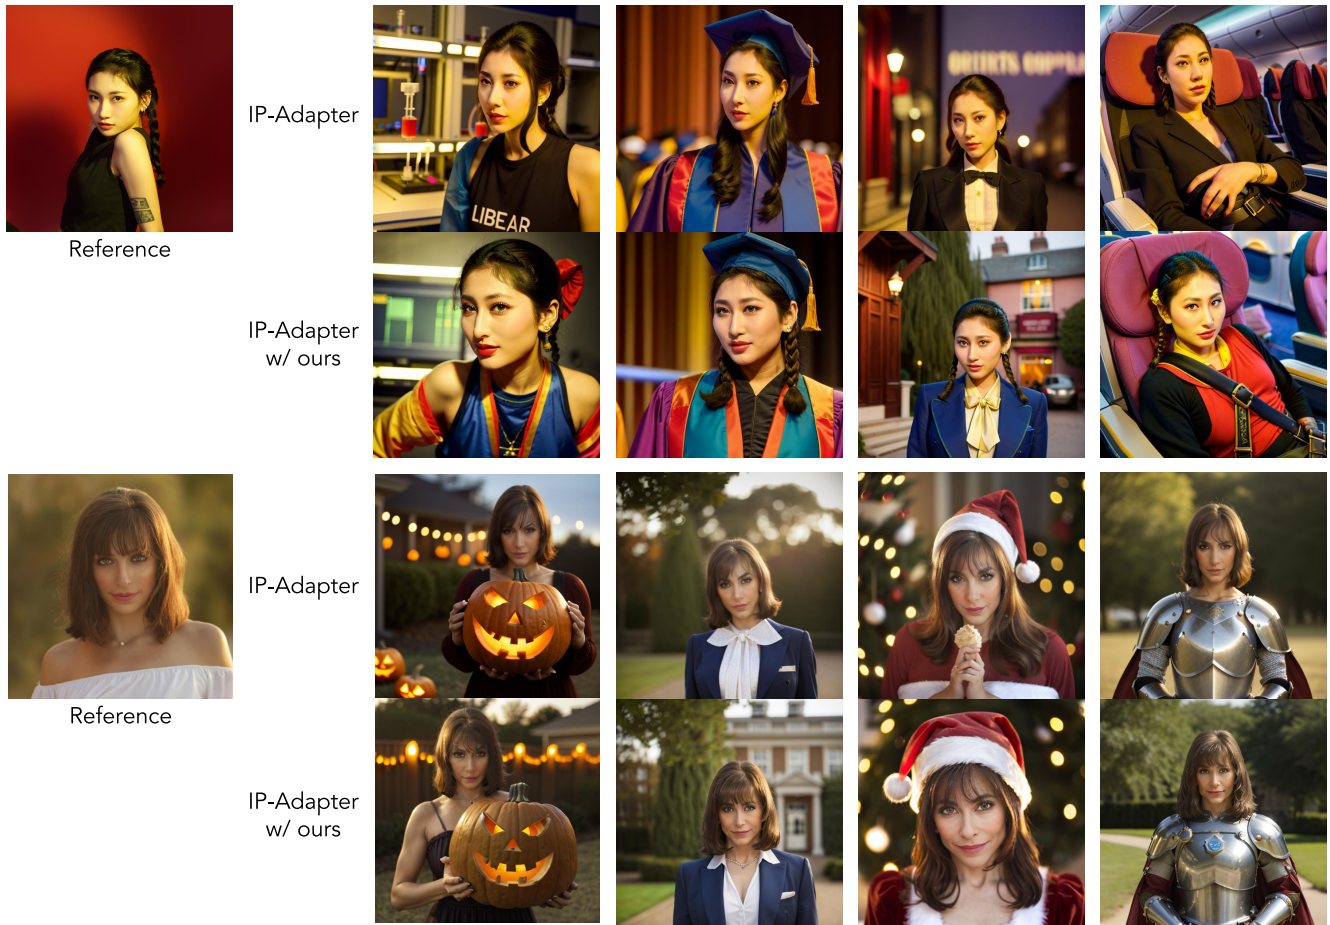 IP-Adapter
LIBEAR
Reference
IP-Adapter
w/ ours
IP-Adapter
Reference
IP-Adapter
w/ ours